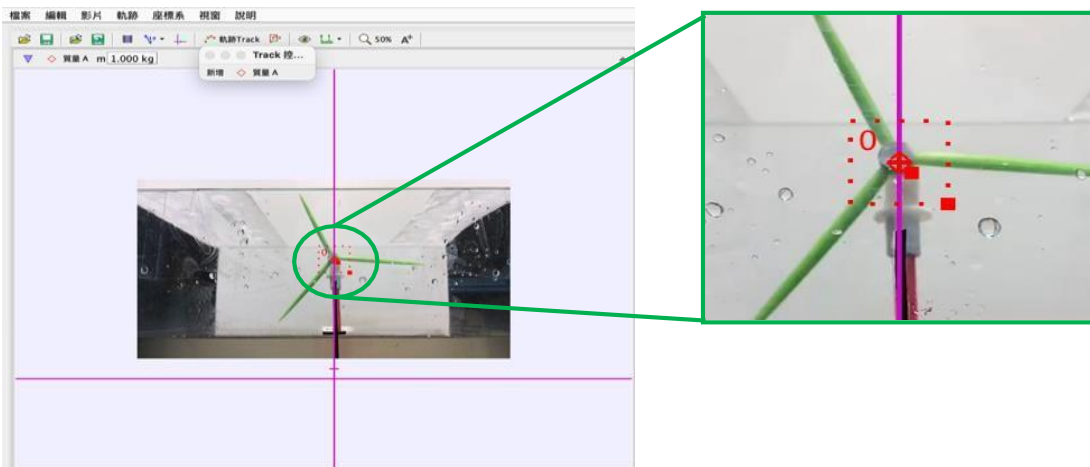 檔案 編輯 影片 軌跡 座標系 視窗 說明
軌跡Track 50% A+
質量 A m 1.000 kg
Track 控...
新增 質量 A
0
0